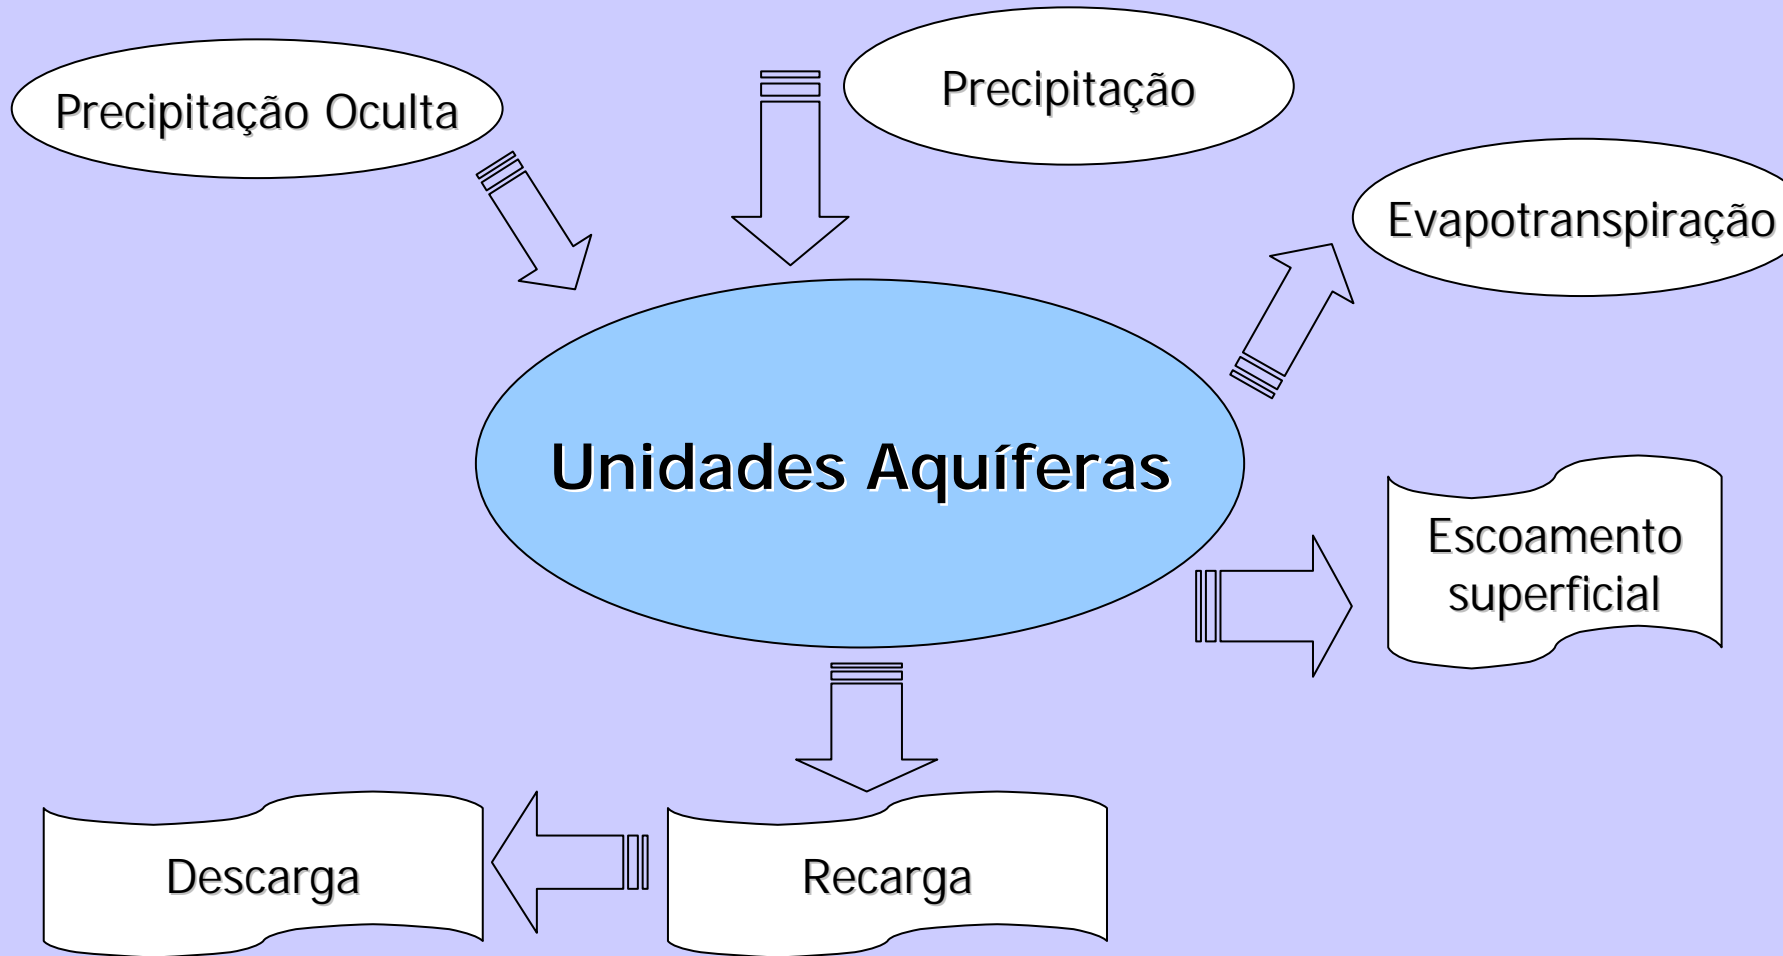 Precipitação Oculta
Precipitação
Evapotranspiração
Unidades Aquíferas
Escoamento
superficial
Descarga
Recarga